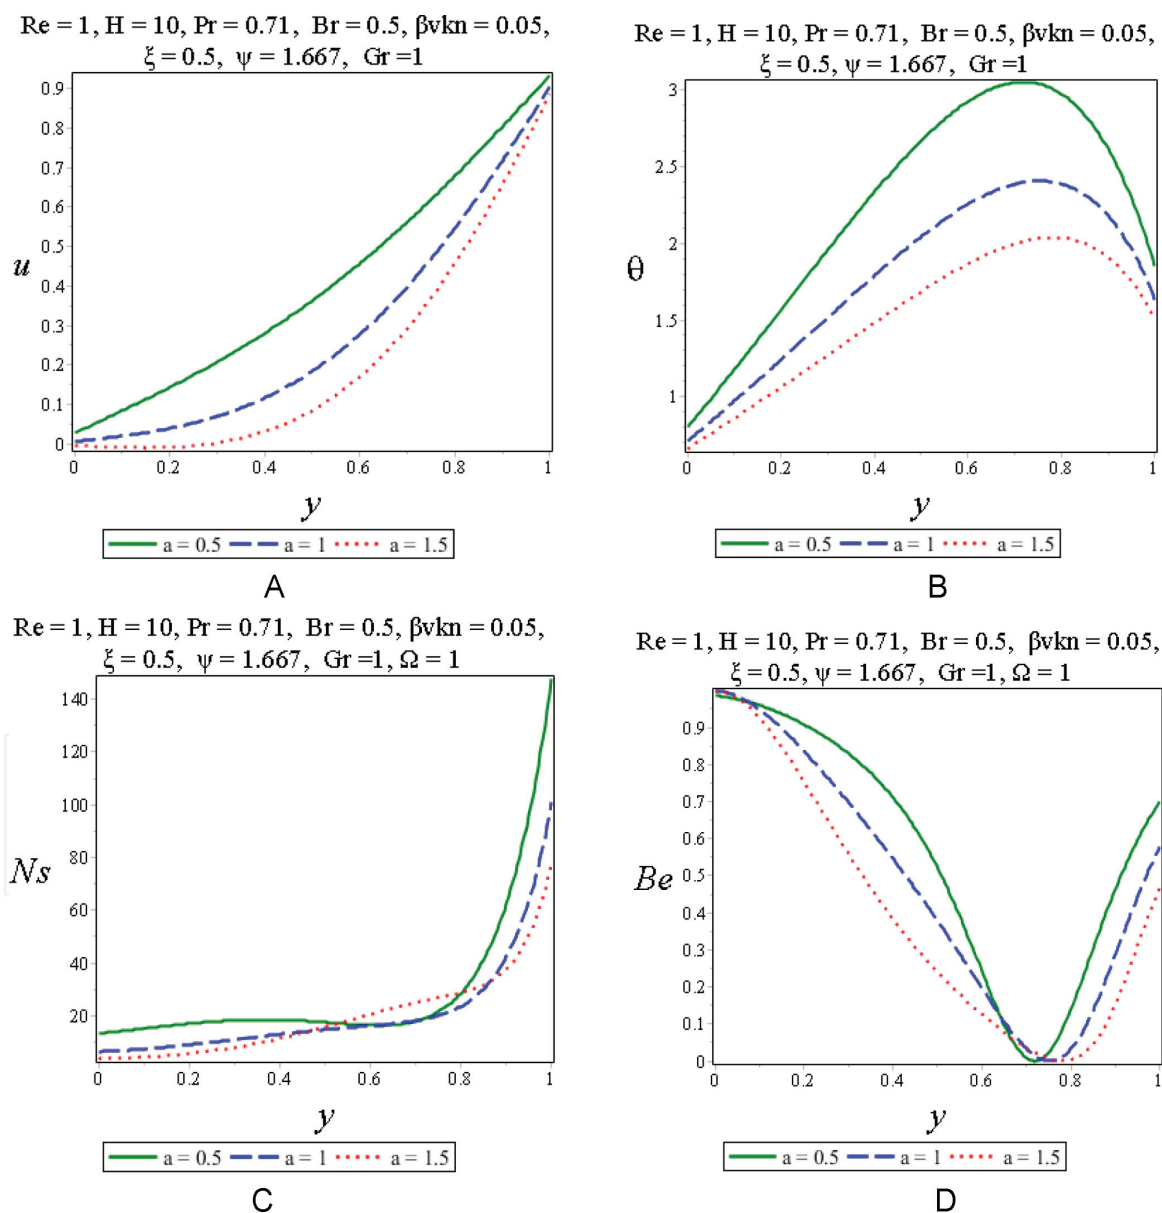 Re = 1, H = 10, Pr = 0.71, Br = 0.5, βvkn = 0.05,
ξ = 0.5, ψ = 1.667, Gr =1
0.9
0.8
0.7
0.6
0.5
u
0.4
0.3
0.2
0.1
0
0 0.2 0.4 0.6 0.8 1
y
a = 0.5 a = 1 a = 1.5
A
Re = 1, H = 10, Pr = 0.71, Br = 0.5, βvkn = 0.05,
ξ = 0.5, ψ = 1.667, Gr =1
3
2.5
2
θ
1.5
1
0 0.2 0.4 0.6 0.8 1
y
a = 0.5 a = 1 a = 1.5
B
Re = 1, H = 10, Pr = 0.71, Br = 0.5, βvkn = 0.05,
ξ = 0.5, ψ = 1.667, Gr =1, Ω = 1
140
120
100
80
Ns
60
40
20
0 0.2 0.4 0.6 0.8 1
y
a = 0.5 a = 1 a = 1.5
C
Re = 1, H = 10, Pr = 0.71, Br = 0.5, βvkn = 0.05,
ξ = 0.5, ψ = 1.667, Gr =1, Ω = 1
0.9
0.8
0.7
0.6
0.5
Be
0.4
0.3
0.2
0.1
0
0 0.2 0.4 0.6 0.8 1
y
a = 0.5 a = 1 a = 1.5
D